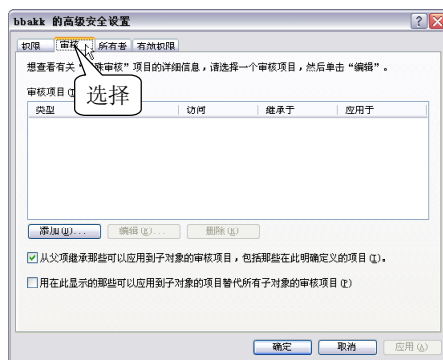 bbakk 的高级安全设置
权限 审核 所有者 有效权限
想查看有关“特殊审核”项目的详细信息，请选择一个审核项目，然后单击“编辑”。
审核项目(T)
选择
类型 访问 继承于 应用于
添加(D)... 编辑(E)... 删除(R)
从父项继承那些可以应用到子对象的审核项目，包括那些在此明确定义的项目(I)。
用在此显示的那些可以应用到子对象的项目替代所有子对象的审核项目(P)
确定 取消 应用(A)